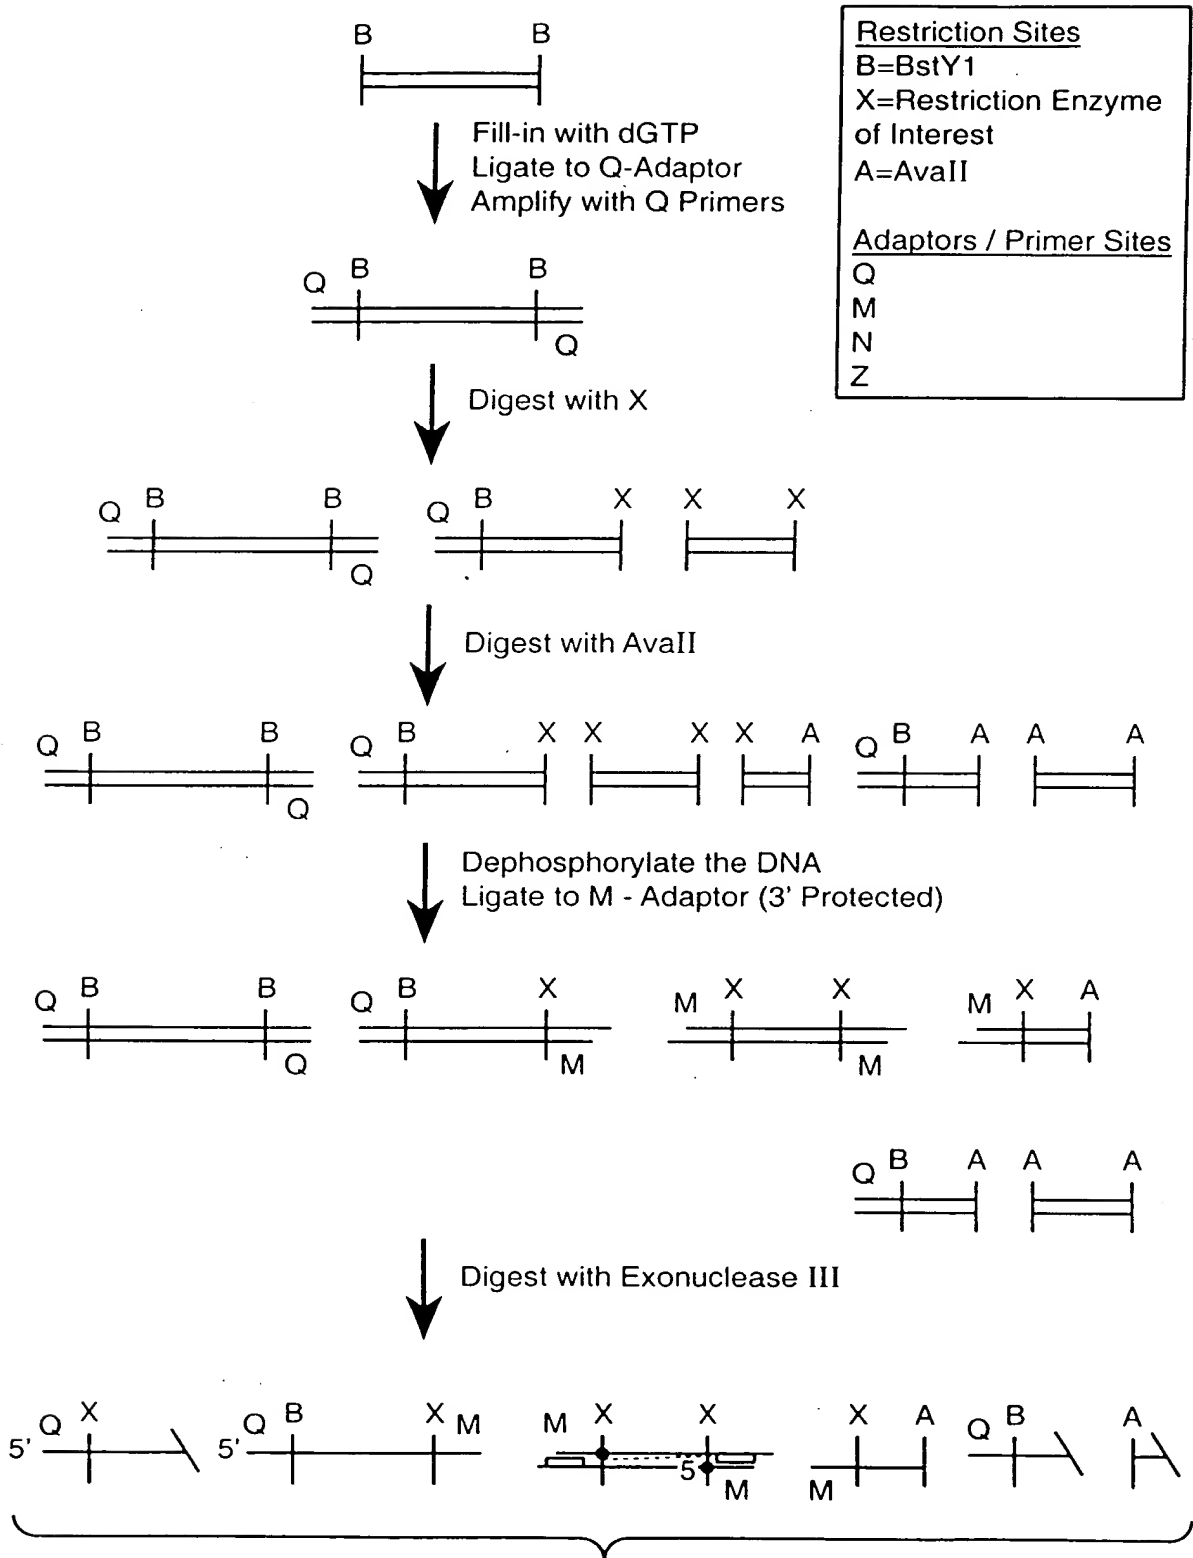 B B
Restriction Sites
B=BstY1
X=Restriction Enzyme
of Interest
A=AvaII
Adaptors / Primer Sites
Q
M
N
Z
Fill-in with dGTP
Ligate to Q-Adaptor
Amplify with Q Primers
Q B B
Q
Digest with X
Q B B Q B X X X
Q
Digest with AvaII
Q B B Q B X X X X A Q B A A A
Q
Dephosphorylate the DNA
Ligate to M - Adaptor (3' Protected)
Q B B Q B X M X X M X A
Q M M
Q B A A A
Digest with Exonuclease III
5' Q X 5' Q B X M M X X X A Q B A
5' M M